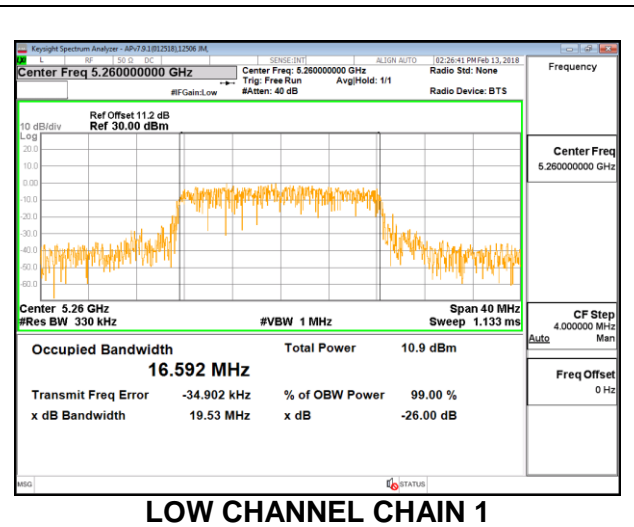 Keysight Spectrum Analyzer - APv7.9.1(012518),12506 JM,
L RF 50 Ω DC SENSE:INT ALIGN AUTO 02:26:41 PM Feb 13, 2018
Center Freq 5.260000000 GHz
Center Freq: 5.260000000 GHz Radio Std: None
Trig: Free Run Avg|Hold: 1/1
#IFGain:Low #Atten: 40 dB Radio Device: BTS
Frequency
Ref Offset 11.2 dB
10 dB/div Ref 30.00 dBm
Log
20.0
10.0
0.00
-10.0
-20.0
-30.0
-40.0
-50.0
-60.0
Center 5.26 GHz Span 40 MHz
#Res BW 330 kHz #VBW 1 MHz Sweep 1.133 ms
Center Freq
5.260000000 GHz
CF Step
4.000000 MHz
Auto Man
Freq Offset
0 Hz
Occupied Bandwidth Total Power 10.9 dBm
16.592 MHz
Transmit Freq Error -34.902 kHz % of OBW Power 99.00 %
x dB Bandwidth 19.53 MHz x dB -26.00 dB
MSG STATUS
LOW CHANNEL CHAIN 1